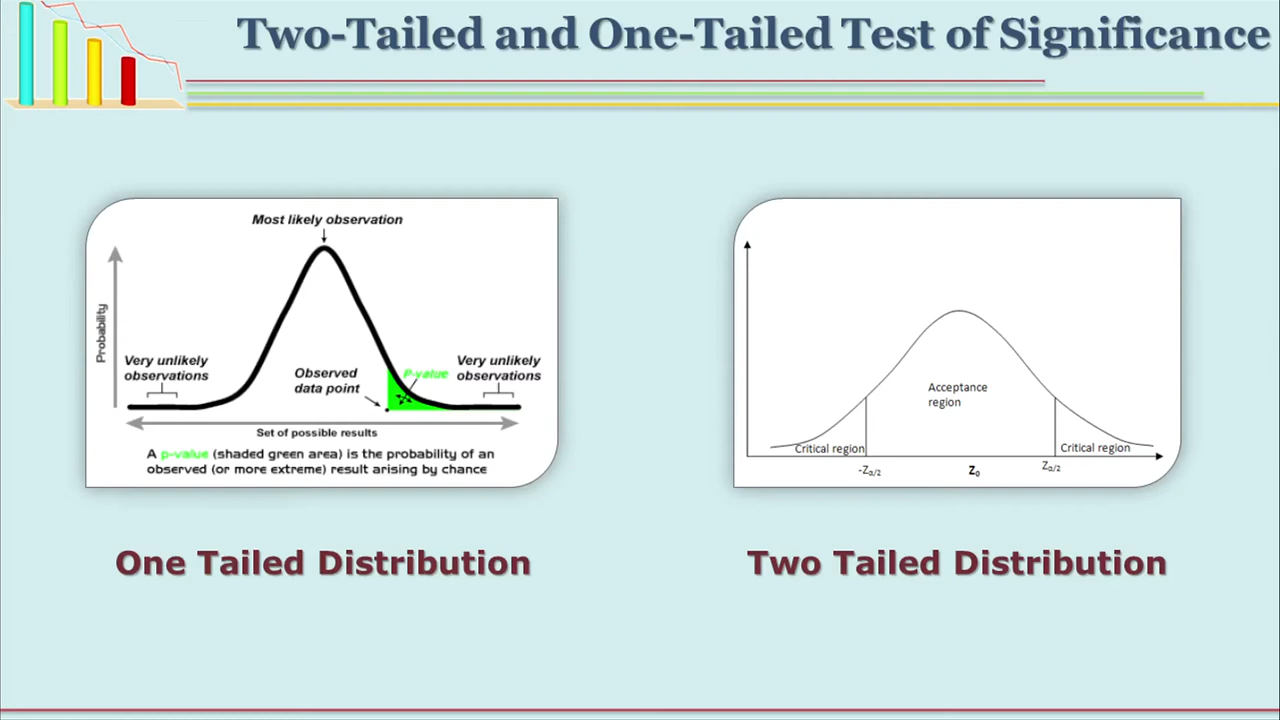 Two-Tailed and One-Tailed Test of Significance
Most likely observation
Probability
Very unlikely
observations
Observed
data point
P-value
Very unlikely
observations
Set of possible results
A p-value (shaded green area) is the probability of an
observed (or more extreme) result arising by chance
One Tailed Distribution
Acceptance
region
Critical region
Critical region
-Zα/2
Z0
Zα/2
Two Tailed Distribution